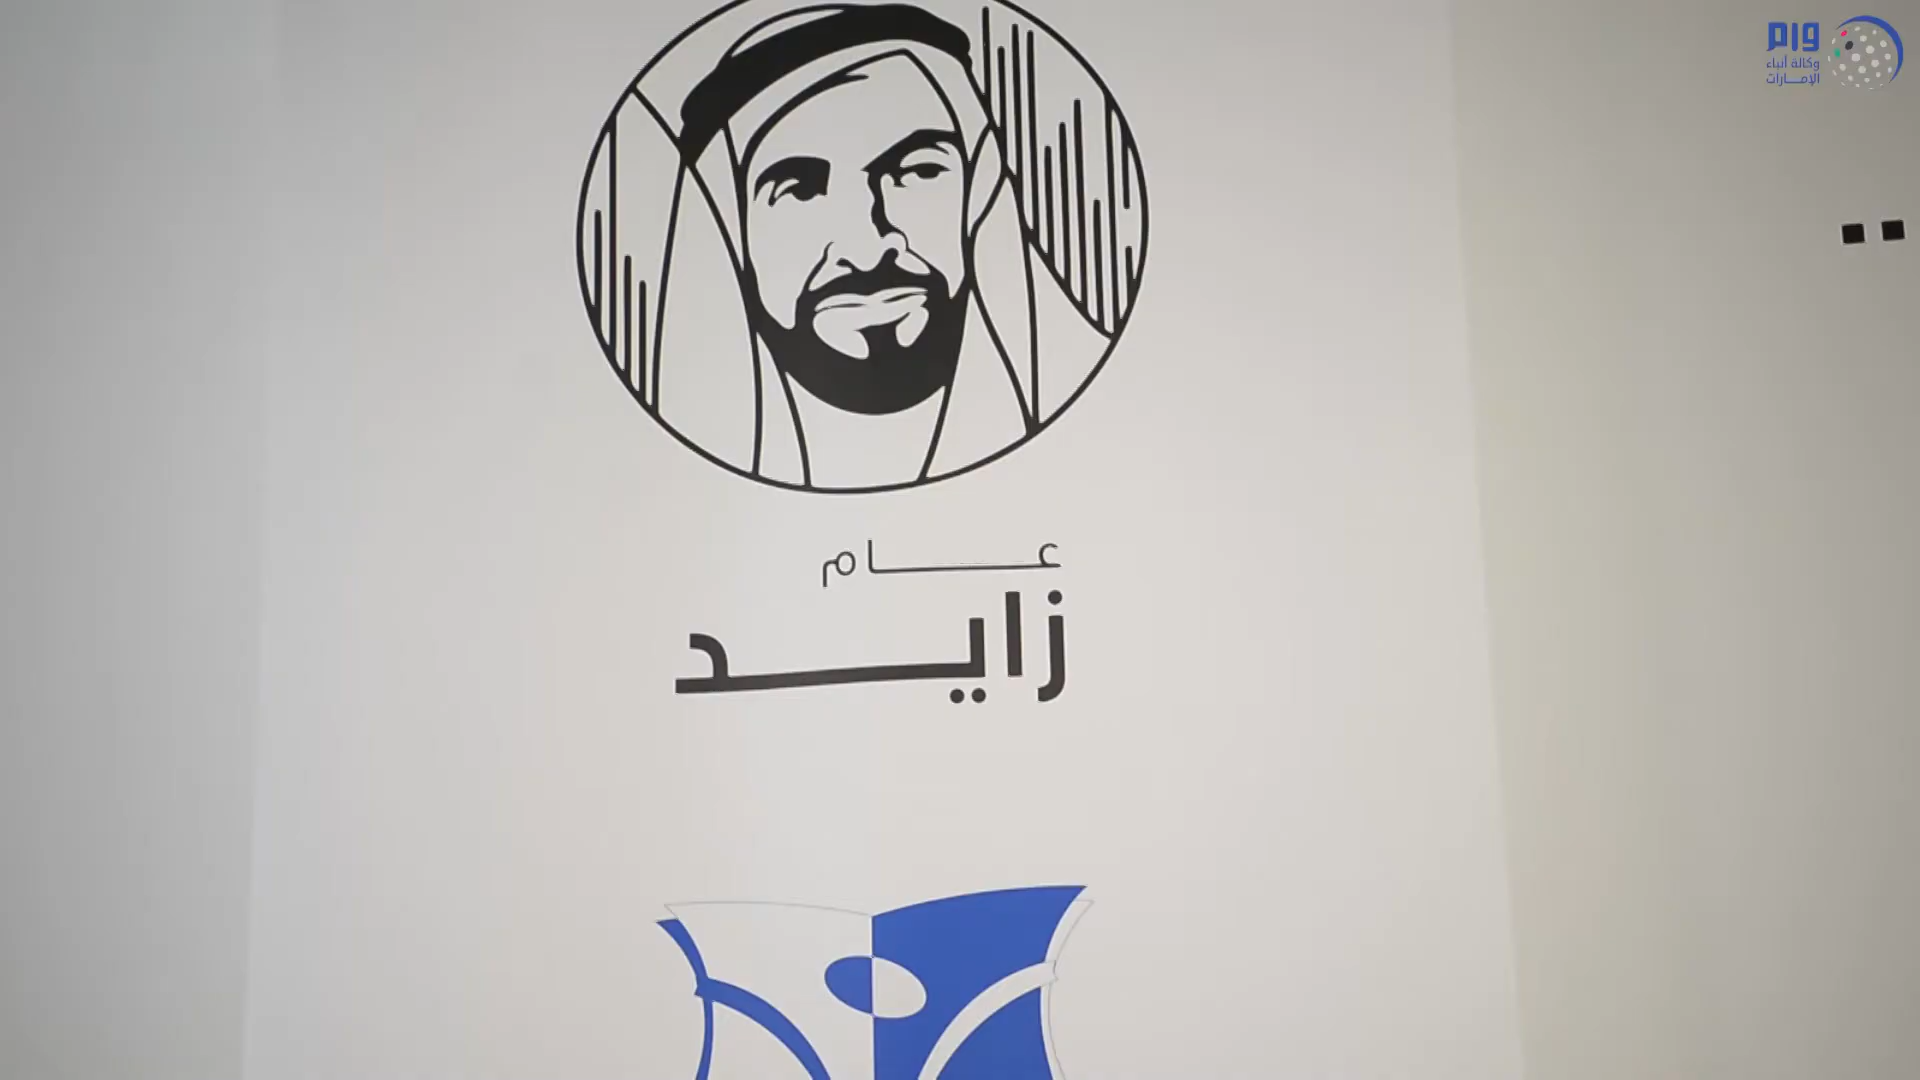 وام
وكالة أنباء
الإمارات
عام
زايد